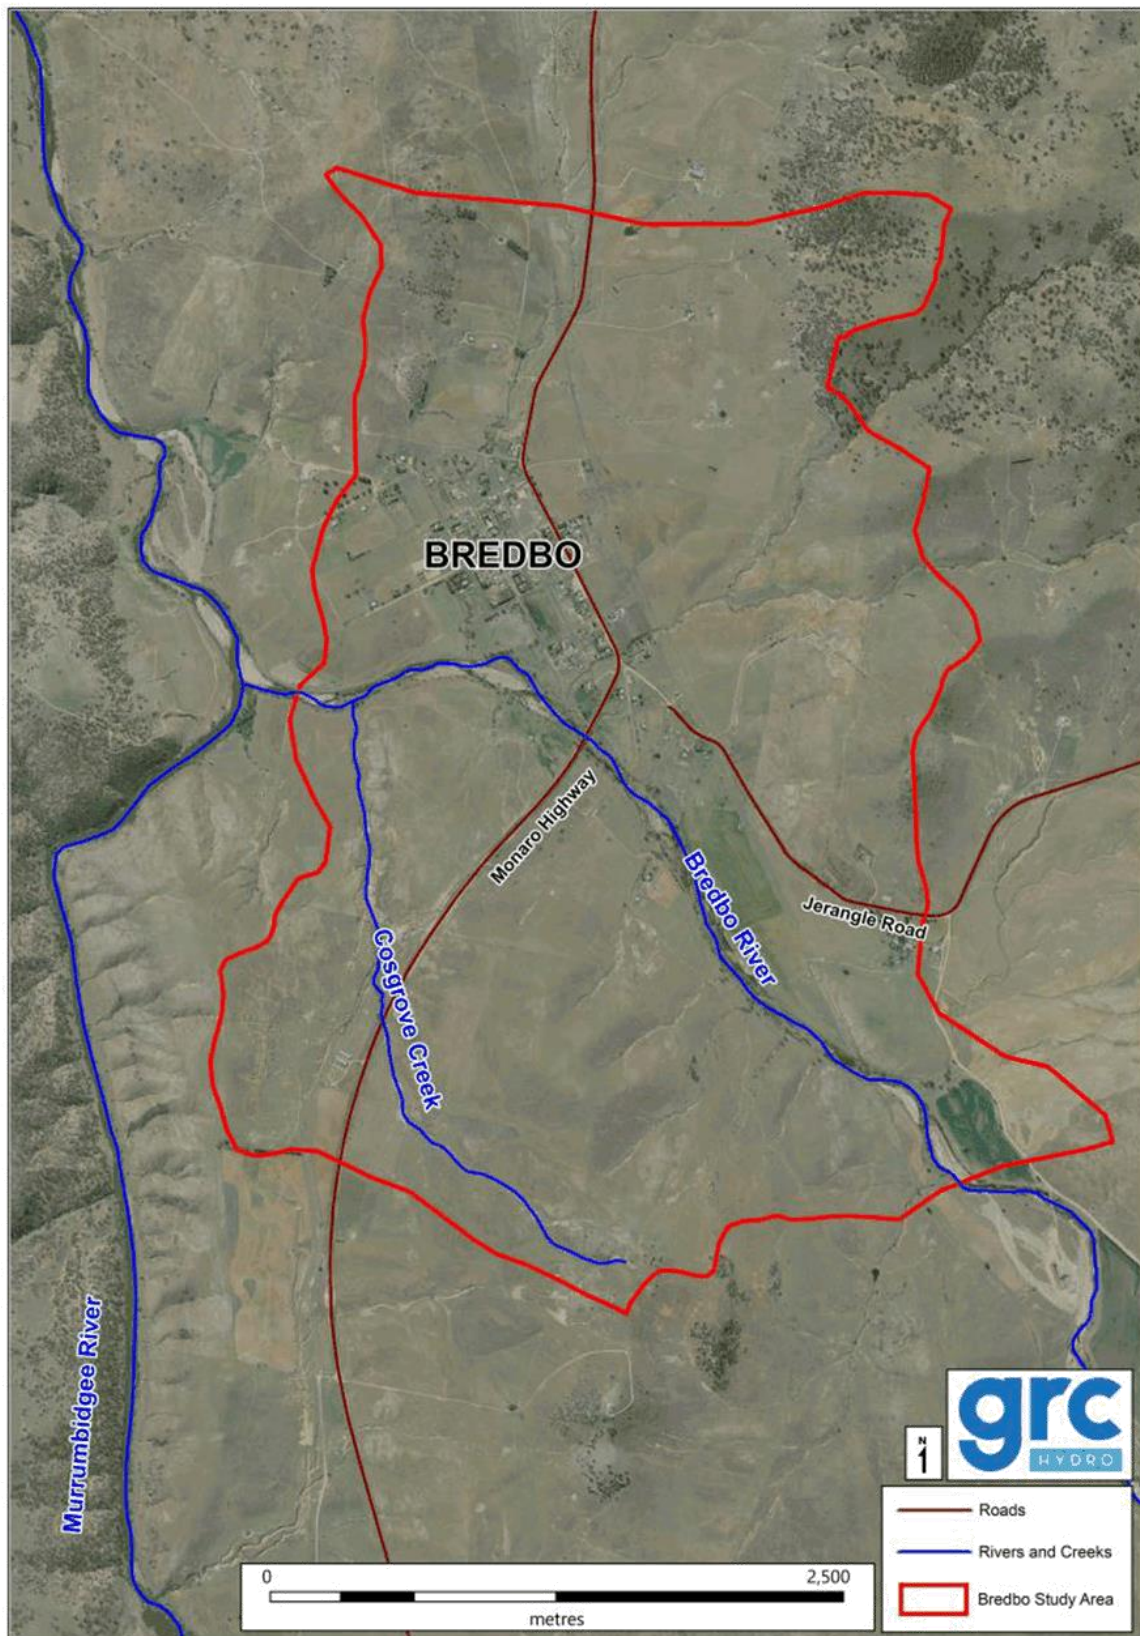 BREDBO
Monaro Highway
Bredbo River
Jerangle Road
Cosgrove Creek
Murrumbidgee River
grc
HYDRO
N
1
Roads
Rivers and Creeks
Bredbo Study Area
0 2,500
metres